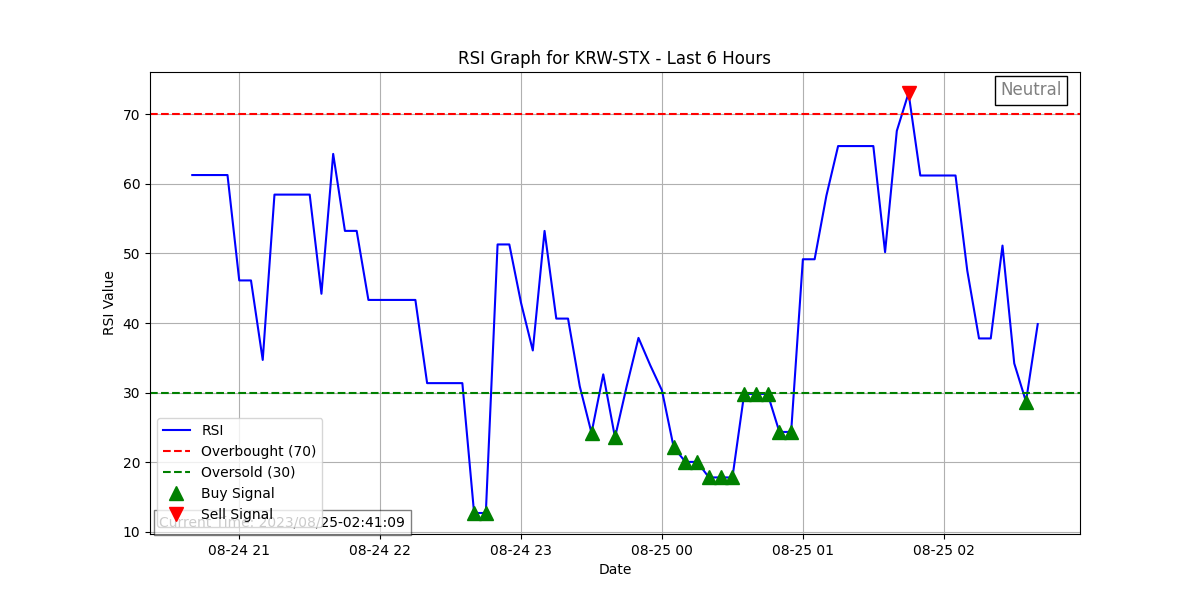 RSI Graph for KRW-STX - Last 6 Hours
Neutral
RSI Value
70
60
50
40
30
20
10
RSI
Overbought (70)
Oversold (30)
Buy Signal
Sell Signal
Current Time: 2023/08/25-02:41:09
08-24 21
08-24 22
08-24 23
08-25 00
08-25 01
08-25 02
Date